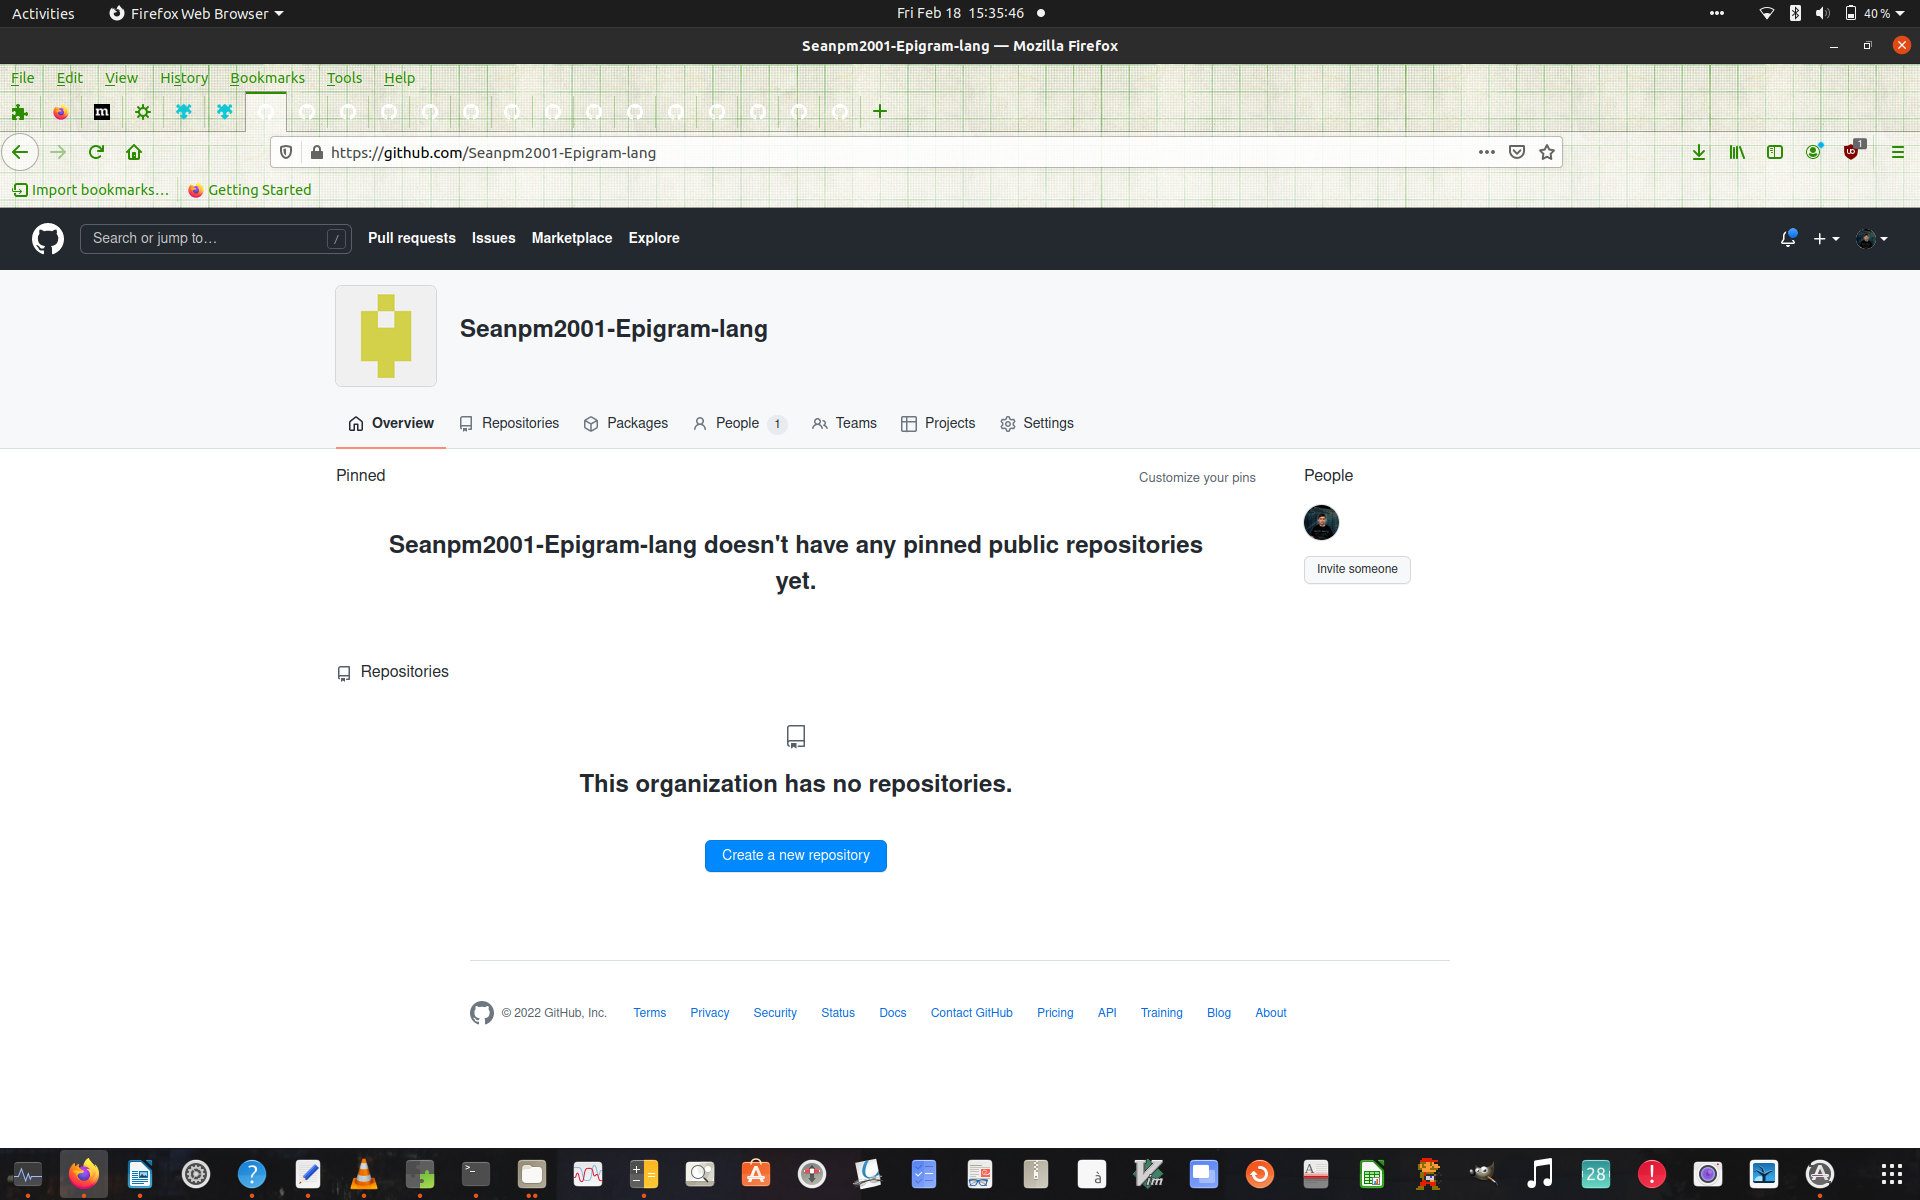 Activities
Firefox Web Browser
Fri Feb 18 15:35:46
40 %
Seanpm2001-Epigram-lang — Mozilla Firefox
File Edit View History Bookmarks Tools Help
m
https://github.com/Seanpm2001-Epigram-lang
1
Import bookmarks...
Getting Started
Search or jump to...
/
Pull requests Issues Marketplace Explore
Seanpm2001-Epigram-lang
Overview Repositories Packages People 1 Teams Projects Settings
Pinned
Customize your pins
People
Seanpm2001-Epigram-lang doesn't have any pinned public repositories
yet.
Invite someone
Repositories
This organization has no repositories.
Create a new repository
© 2022 GitHub, Inc. Terms Privacy Security Status Docs Contact GitHub Pricing API Training Blog About
28